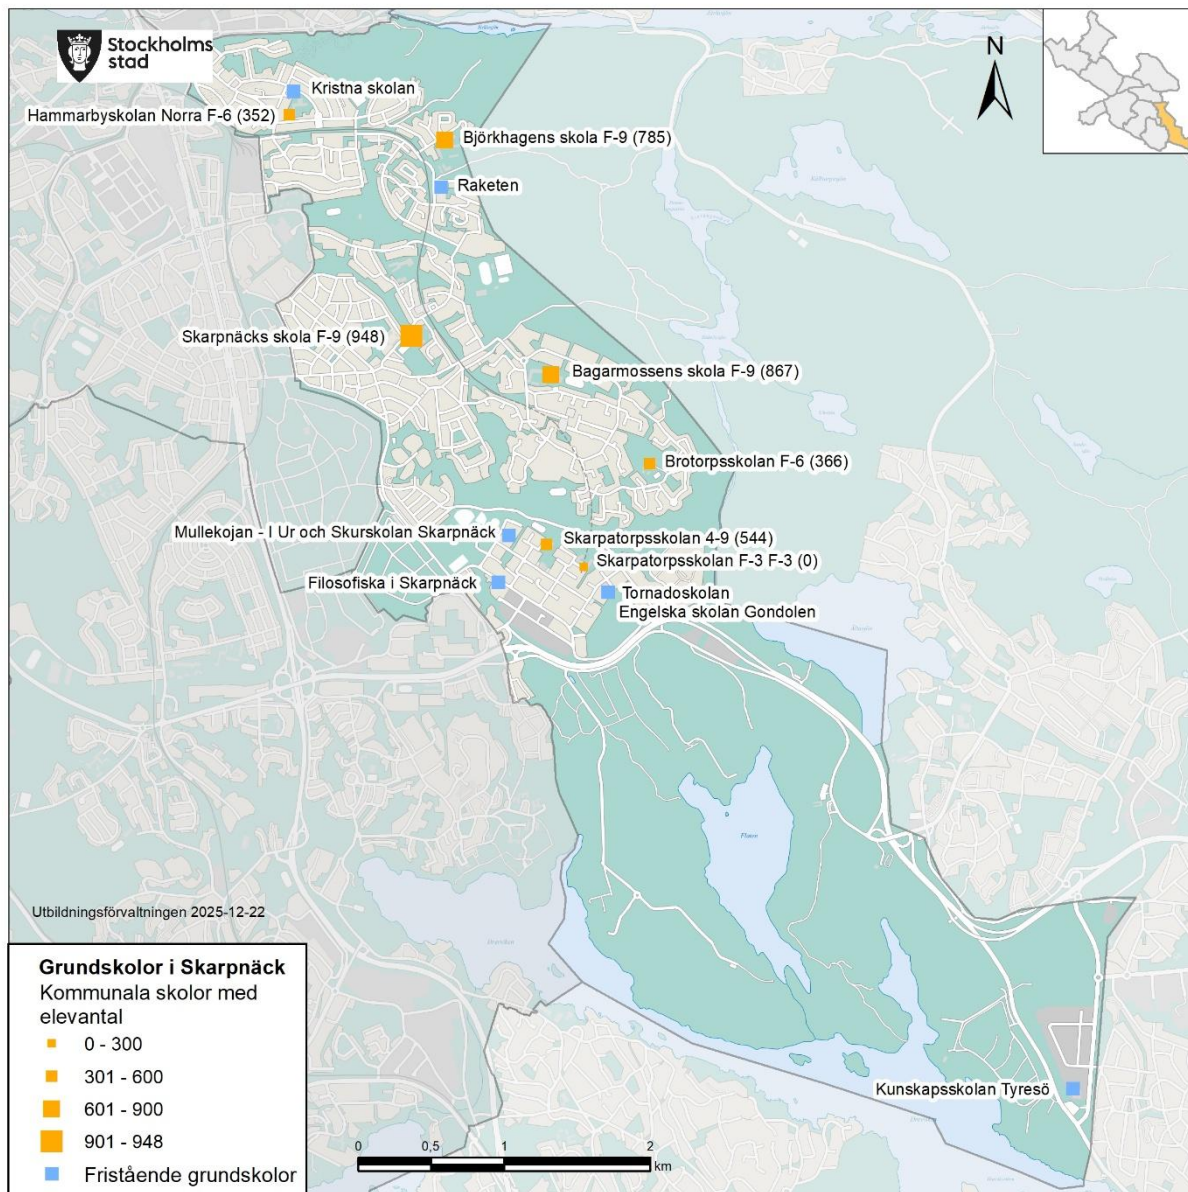 Stockholms
stad
N
Kristna skolan
Hammarbyskolan Norra F-6 (352)
Björkhagens skola F-9 (785)
Raketen
Skarpnäcks skola F-9 (948)
Bagarmossens skola F-9 (867)
Brotorpsskolan F-6 (366)
Mullekojan - I Ur och Skurskolan Skarpnäck
Skarpatorpsskolan 4-9 (544)
Skarpatorpsskolan F-3 F-3 (0)
Filosofiska i Skarpnäck
Tornadoskolan
Engelska skolan Gondolen
Flaten
Utbildningsförvaltningen 2025-12-22
Kunskapsskolan Tyresö
Grundskolor i Skarpnäck
Kommunala skolor med
elevantal
0 - 300
301 - 600
601 - 900
901 - 948
Fristående grundskolor
0 0,5 1 2
km